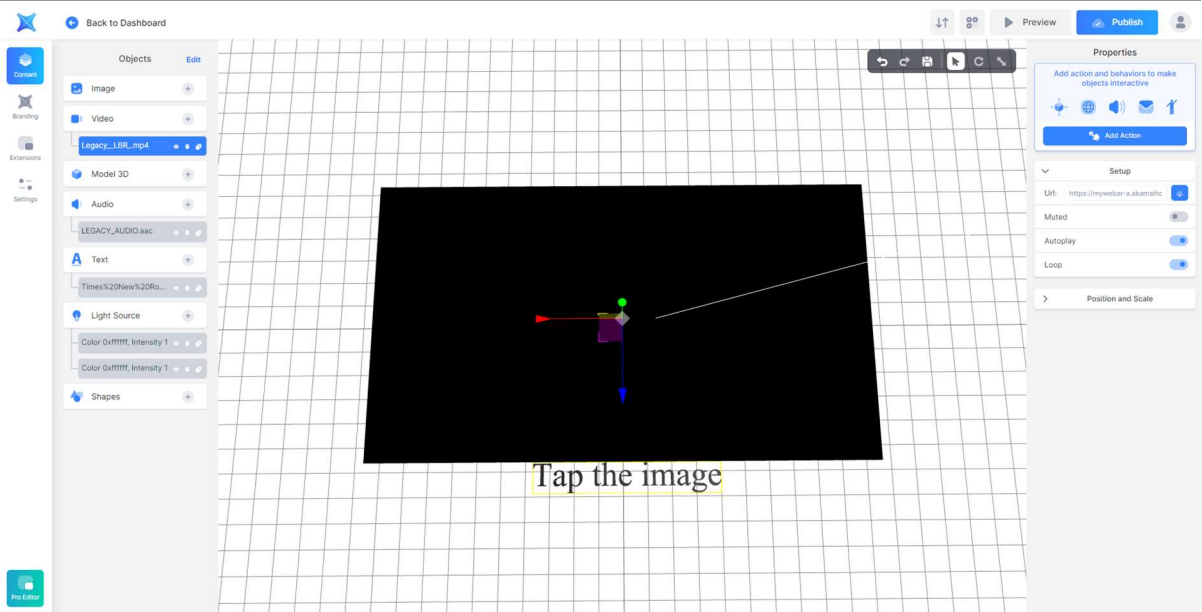 Back to Dashboard
Preview
Publish
Content
Branding
Extensions
Settings
Pro Editor
Objects
Edit
Image
Video
Legacy__LBR_.mp4
Model 3D
Audio
LEGACY_AUDIO.aac
Text
Times%20New%20Ro...
Light Source
Color 0xffffff, Intensity 1
Color 0xffffff, Intensity 1
Shapes
Tap the image
Properties
Add action and behaviors to make
objects interactive
Add Action
Setup
Url: https://mywebar-a.akamaihc
Muted
Autoplay
Loop
Position and Scale